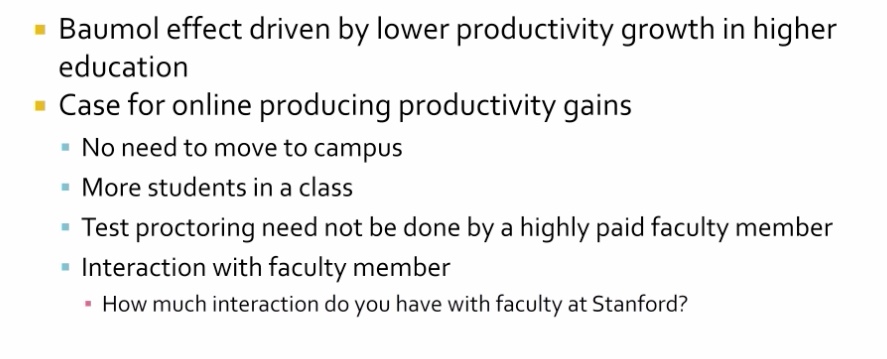 Baumol effect driven by lower productivity growth in higher
education
Case for online producing productivity gains
No need to move to campus
More students in a class
Test proctoring need not be done by a highly paid faculty member
Interaction with faculty member
How much interaction do you have with faculty at Stanford?